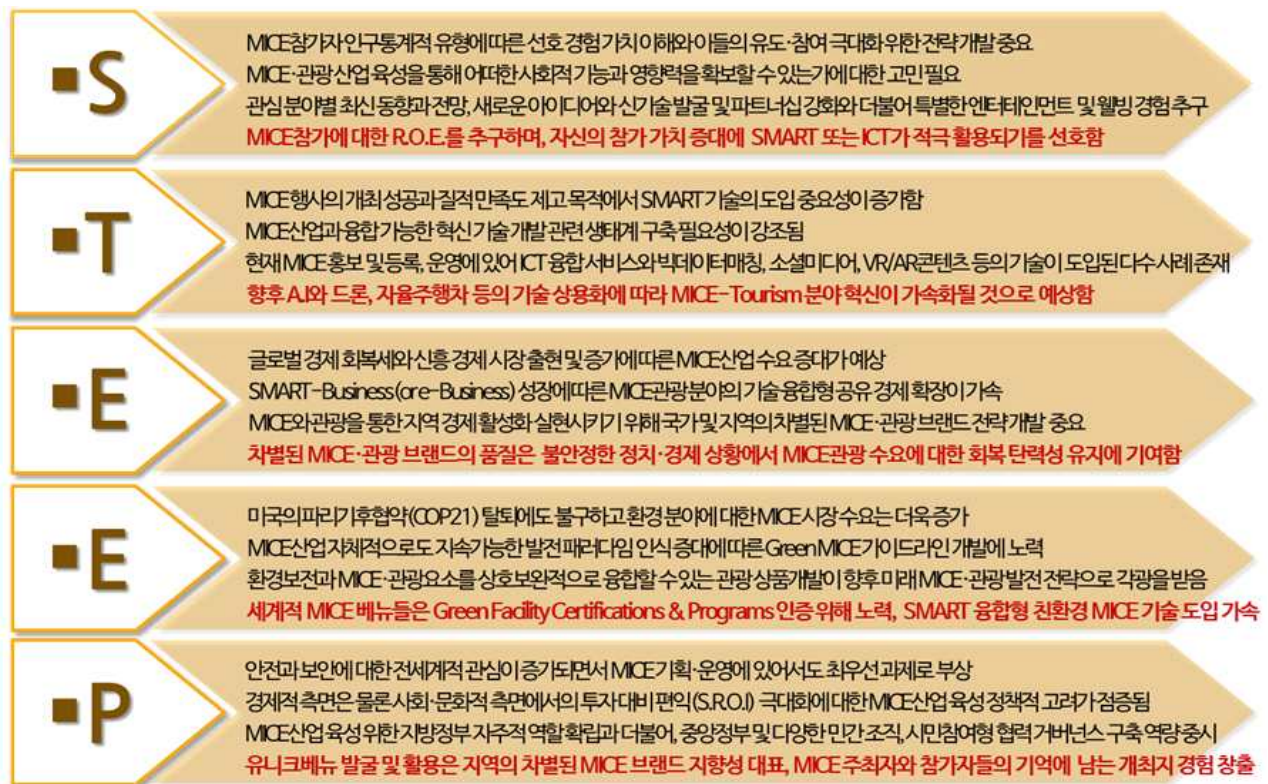 ▪S
MICE참가자 인구통계적 유형에 따른 선호 경험 가치 이해와 이들의 유도·참여 극대화 위한 전략 개발 중요
MICE·관광 산업 육성을 통해 어떠한 사회적 기능과 영향력을 확보할 수 있는가에 대한 고민 필요
관심 분야별 최신 동향과 전망, 새로운 아이디어와 신기술 발굴 및 파트너십 강화와 더불어 특별한 엔터테인먼트 및 웰빙 경험 추구
MICE참가에 대한 R.O.E.를 추구하며, 자신의 참가 가치 증대에 SMART 또는 ICT가 적극 활용되기를 선호함
▪T
MICE 행사의 개최 성공과 질적 만족도 제고 목적에서 SMART 기술의 도입 중요성이 증가함
MICE산업과 융합 가능한 혁신 기술 개발 관련 생태계 구축 필요성이 강조됨
현재 MICE 홍보 및 등록, 운영에 있어 ICT 융합 서비스와 빅데이터매칭, 소셜미디어, VR/AR콘텐츠 등의 기술이 도입된 다수 사례 존재
향후 A.I와 드론, 자율주행차 등의 기술 상용화에 따라 MICE-Tourism 분야 혁신이 가속화될 것으로 예상함
▪E
글로벌 경제 회복세와 신흥 경제 시장 출현 및 증가에 따른 MICE산업 수요 증대가 예상
SMART-Business (ore-Business) 성장에 따른 MICE관광 분야의 기술 융합형 공유 경제 확장이 가속
MICE와 관광을 통한 지역 경제 활성화 실현시키기 위해 국가 및 지역의 차별된 MICE·관광 브랜드 전략 개발 중요
차별된 MICE·관광 브랜드의 품질은 불안정한 정치·경제 상황에서 MICE관광 수요에 대한 회복 탄력성 유지에 기여함
▪E
미국의 파리기후협약(COP21) 탈퇴에도 불구하고 환경 분야에 대한 MICE 시장 수요는 더욱 증가
MICE산업 자체적으로도 지속가능한 발전 패러다임 인식 증대에 따른 Green MICE 가이드라인 개발에 노력
환경보전과 MICE·관광요소를 상호보완적으로 융합할 수 있는 관광 상품개발이 향후 미래 MICE·관광 발전 전략으로 각광을 받음
세계적 MICE 베뉴들은 Green Facility Certifications & Programs 인증 위해 노력, SMART 융합형 친환경 MICE 기술 도입 가속
▪P
안전과 보안에 대한 전세계적 관심이 증가되면서 MICE 기획·운영에 있어서도 최우선 과제로 부상
경제적 측면은 물론 사회·문화적 측면에서의 투자 대비 편익(S.R.O.I) 극대화에 대한 MICE산업 육성 정책적 고려가 점증됨
MICE산업 육성 위한 지방정부 자주적 역할 확립과 더불어, 중앙정부 및 다양한 민간 조직, 시민참여형 협력 거버넌스 구축 역량 중시
유니크베뉴 발굴 및 활용은 지역의 차별된 MICE 브랜드 지향성 대표, MICE 주최자와 참가자들의 기억에 남는 개최지 경험 창출